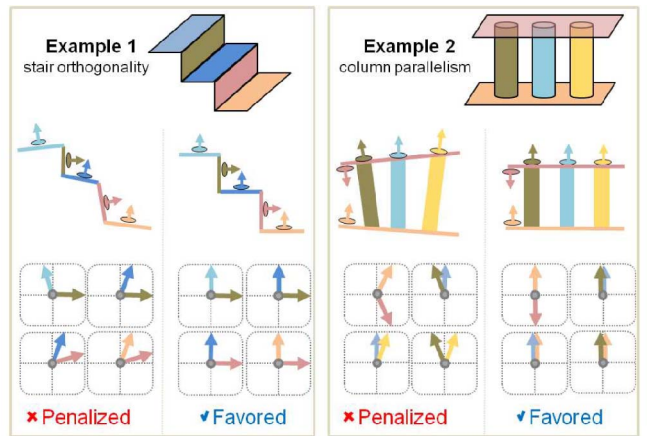 Example 1
stair orthogonality
✘ Penalized
✔ Favored
Example 2
column parallelism
✘ Penalized
✔ Favored